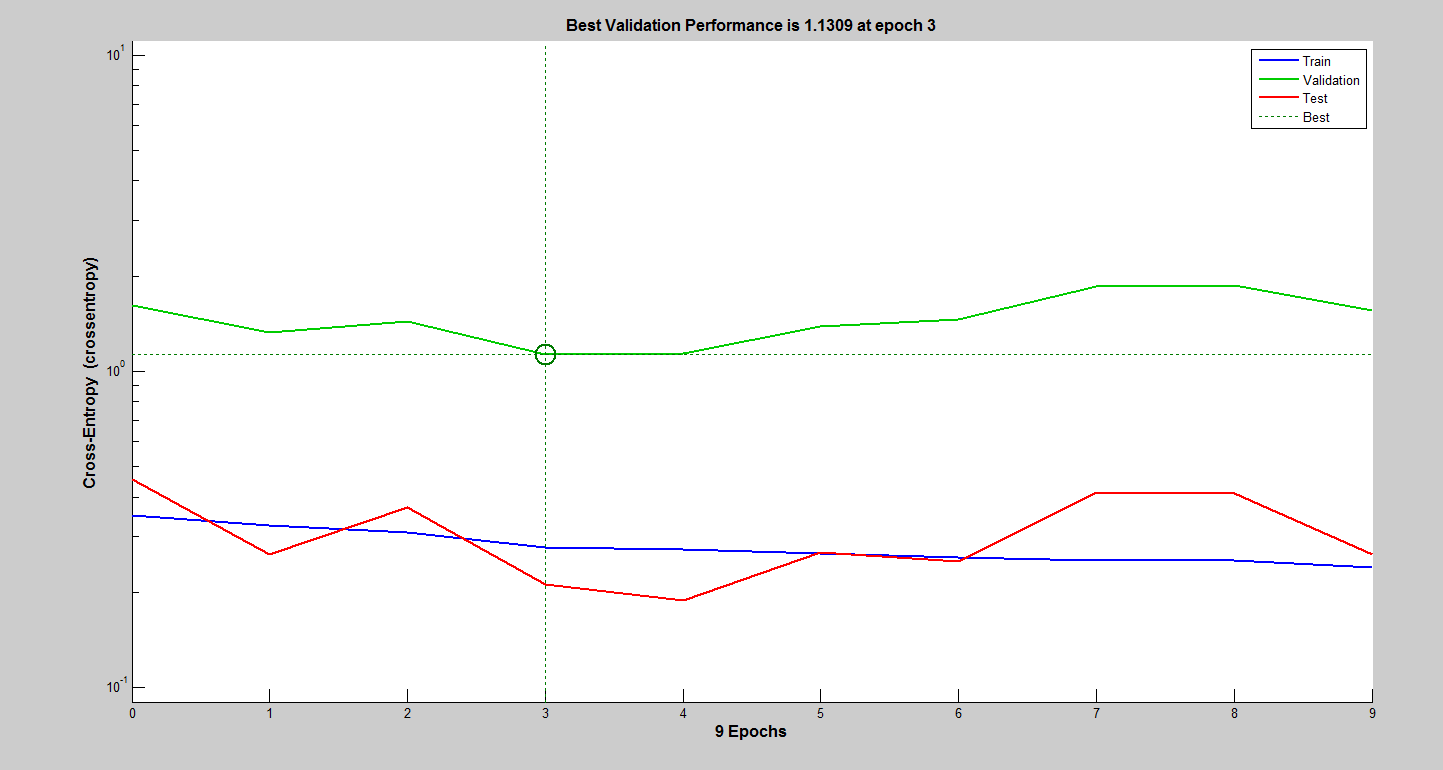 Best Validation Performance is 1.1309 at epoch 3
10^1
10^0
10^-1
Cross-Entropy (crossentropy)
Train
Validation
Test
Best
0 1 2 3 4 5 6 7 8 9
9 Epochs